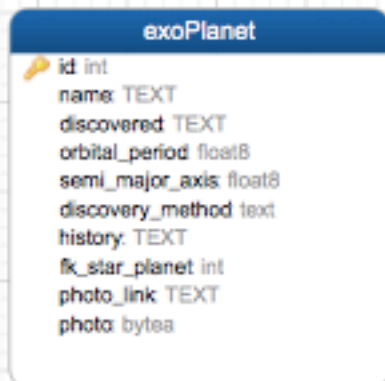 exoPlanet
id: int
name: TEXT
discovered: TEXT
orbital_period: float8
semi_major_axis: float8
discovery_method: text
history: TEXT
fk_star_planet: int
photo_link: TEXT
photo: bytea